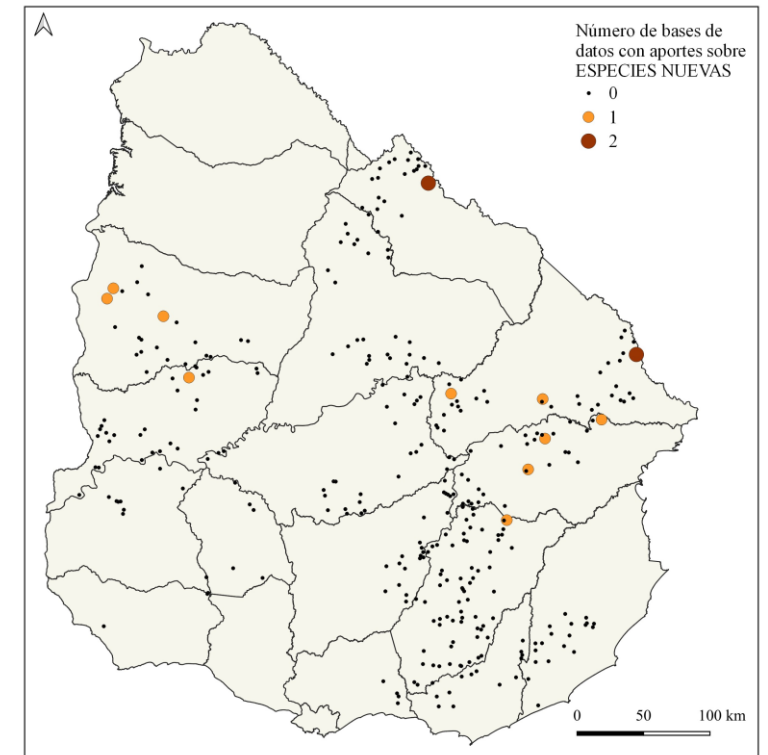 Número de bases de
datos con aportes sobre
ESPECIES NUEVAS
0
1
2
0 50 100 km